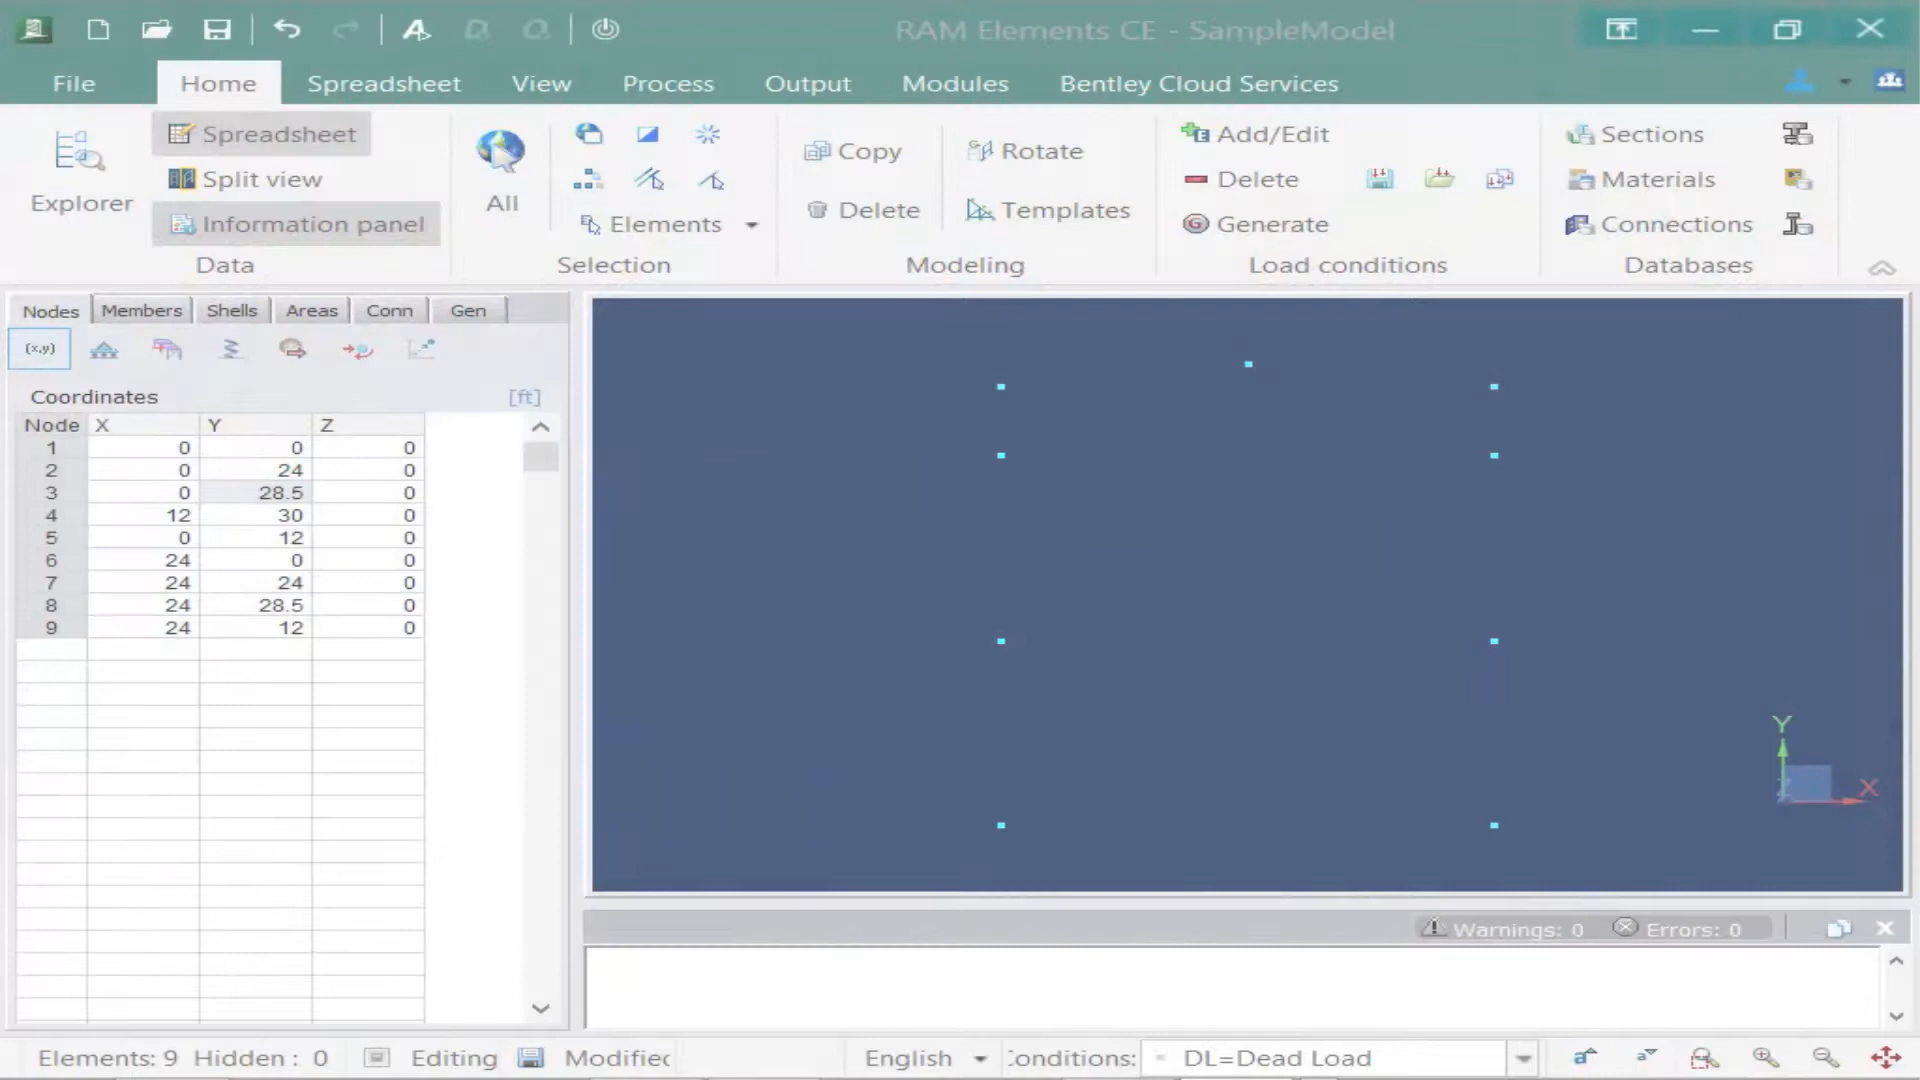 RAM Elements CE - SampleModel
File Home Spreadsheet View Process Output Modules Bentley Cloud Services
Explorer
Spreadsheet
Split view
Information panel
Data
All
Elements
Selection
Copy
Rotate
Delete
Templates
Modeling
Add/Edit
Delete
Generate
Load conditions
Sections
Materials
Connections
Databases
Nodes Members Shells Areas Conn Gen
(x,y)
Coordinates [ft]
Node X Y Z
1 0 0 0
2 0 24 0
3 0 28.5 0
4 12 30 0
5 0 12 0
6 24 0 0
7 24 24 0
8 24 28.5 0
9 24 12 0
Y
Z X
Warnings: 0 Errors: 0
Elements: 9 Hidden : 0 Editing Modified English Conditions: DL=Dead Load